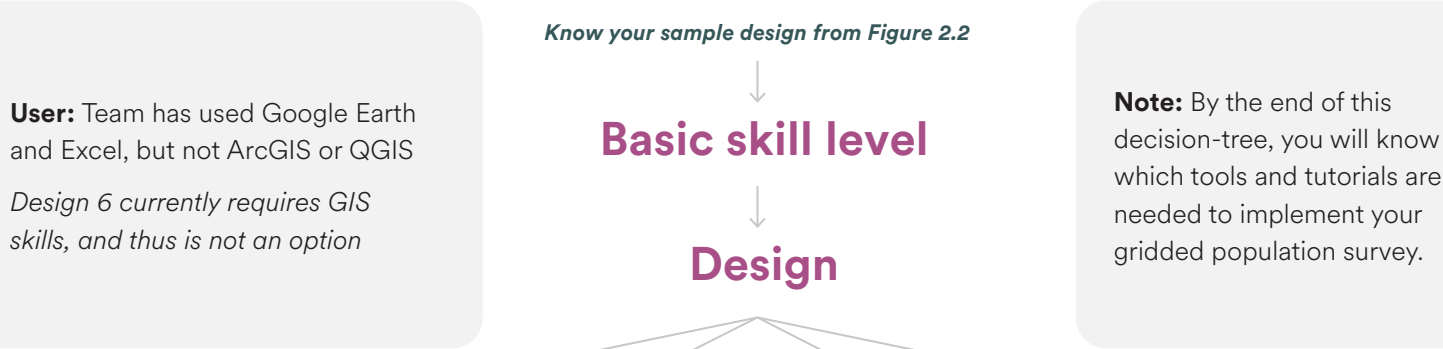 User: Team has used Google Earth
and Excel, but not ArcGIS or QGIS
Design 6 currently requires GIS
skills, and thus is not an option
Know your sample design from Figure 2.2
Basic skill level
Design
Note: By the end of this
decision-tree, you will know
which tools and tutorials are
needed to implement your
gridded population survey.